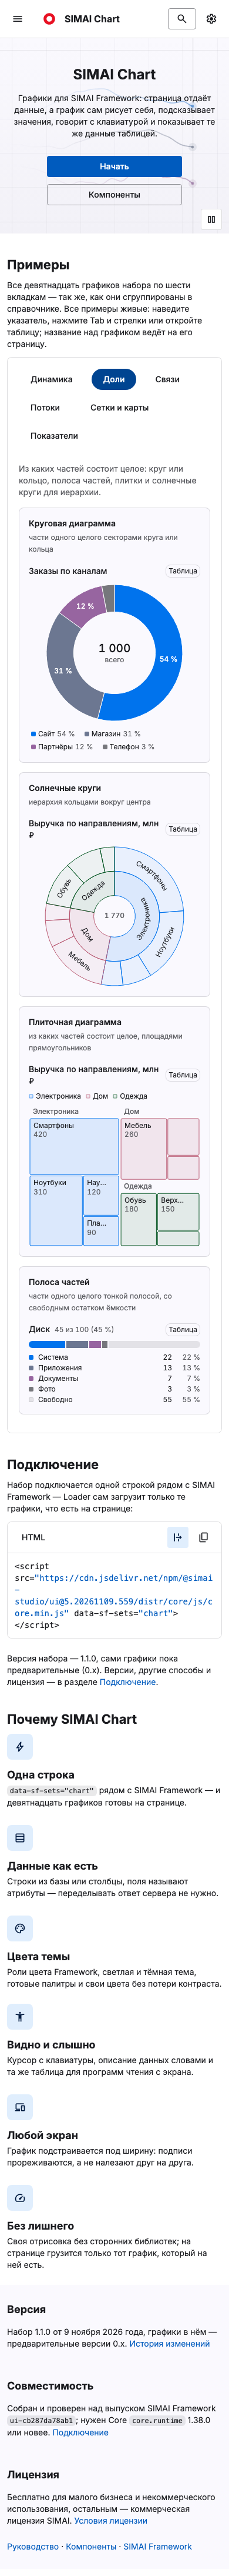 SIMAI Chart
SIMAI Chart
Графики для SIMAI Framework: страница отдаёт
данные, а график сам рисует себя, подсказывает
значения, говорит с клавиатурой и показывает те
же данные таблицей.
Начать
Компоненты
Примеры
Все девятнадцать графиков набора по шести
вкладкам — так же, как они сгруппированы в
справочнике. Все примеры живые: наведите
указатель, нажмите Tab и стрелки или откройте
таблицу; название над графиком ведёт на его
страницу.
Динамика
Доли
Связи
Потоки
Сетки и карты
Показатели
Из каких частей состоит целое: круг или
кольцо, полоса частей, плитки и солнечные
круги для иерархии.
Круговая диаграмма
части одного целого секторами круга или
кольца
Заказы по каналам
Таблица
12 %
31 %
54 %
1 000
всего
Сайт 54 %
Магазин 31 %
Партнёры 12 %
Телефон 3 %
Солнечные круги
иерархия кольцами вокруг центра
Выручка по направлениям, млн
₽
Таблица
Смартфоны
Обувь
Одежда
1 770
Электроника
Дом
Ноутбуки
Мебель
Плиточная диаграмма
из каких частей состоит целое, площадями
прямоугольников
Выручка по направлениям, млн
₽
Таблица
Электроника
Дом
Одежда
Электроника
Дом
Смартфоны
420
Мебель
260
Одежда
Ноутбуки
310
Нау…
120
Обувь
180
Верх…
150
Пла…
90
Полоса частей
части одного целого тонкой полосой, со
свободным остатком ёмкости
Диск 45 из 100 (45 %)
Таблица
Система 22 22 %
Приложения 13 13 %
Документы 7 7 %
Фото 3 3 %
Свободно 55 55 %
Подключение
Набор подключается одной строкой рядом с SIMAI
Framework — Loader сам загрузит только те
графики, что есть на странице:
HTML
<script
src="https://cdn.jsdelivr.net/npm/@simai
-
studio/ui@5.20261109.559/distr/core/js/c
ore.min.js" data-sf-sets="chart">
</script>
Версия набора — 1.1.0, сами графики пока
предварительные (0.x). Версии, другие способы и
лицензия — в разделе Подключение.
Почему SIMAI Chart
Одна строка
data-sf-sets="chart" рядом с SIMAI Framework — и
девятнадцать графиков готовы на странице.
Данные как есть
Строки из базы или столбцы, поля называют
атрибуты — переделывать ответ сервера не нужно.
Цвета темы
Роли цвета Framework, светлая и тёмная тема,
готовые палитры и свои цвета без потери контраста.
Видно и слышно
Курсор с клавиатуры, описание данных словами и
та же таблица для программ чтения с экрана.
Любой экран
График подстраивается под ширину: подписи
прореживаются, а не налезают друг на друга.
Без лишнего
Своя отрисовка без сторонних библиотек; на
странице грузится только тот график, который на
ней есть.
Версия
Набор 1.1.0 от 9 ноября 2026 года, графики в нём —
предварительные версии 0.x. История изменений
Совместимость
Собран и проверен над выпуском SIMAI Framework
ui-cb287da78ab1; нужен Core core.runtime 1.38.0
или новее. Подключение
Лицензия
Бесплатно для малого бизнеса и некоммерческого
использования, остальным — коммерческая
лицензия SIMAI. Условия лицензии
Руководство · Компоненты · SIMAI Framework